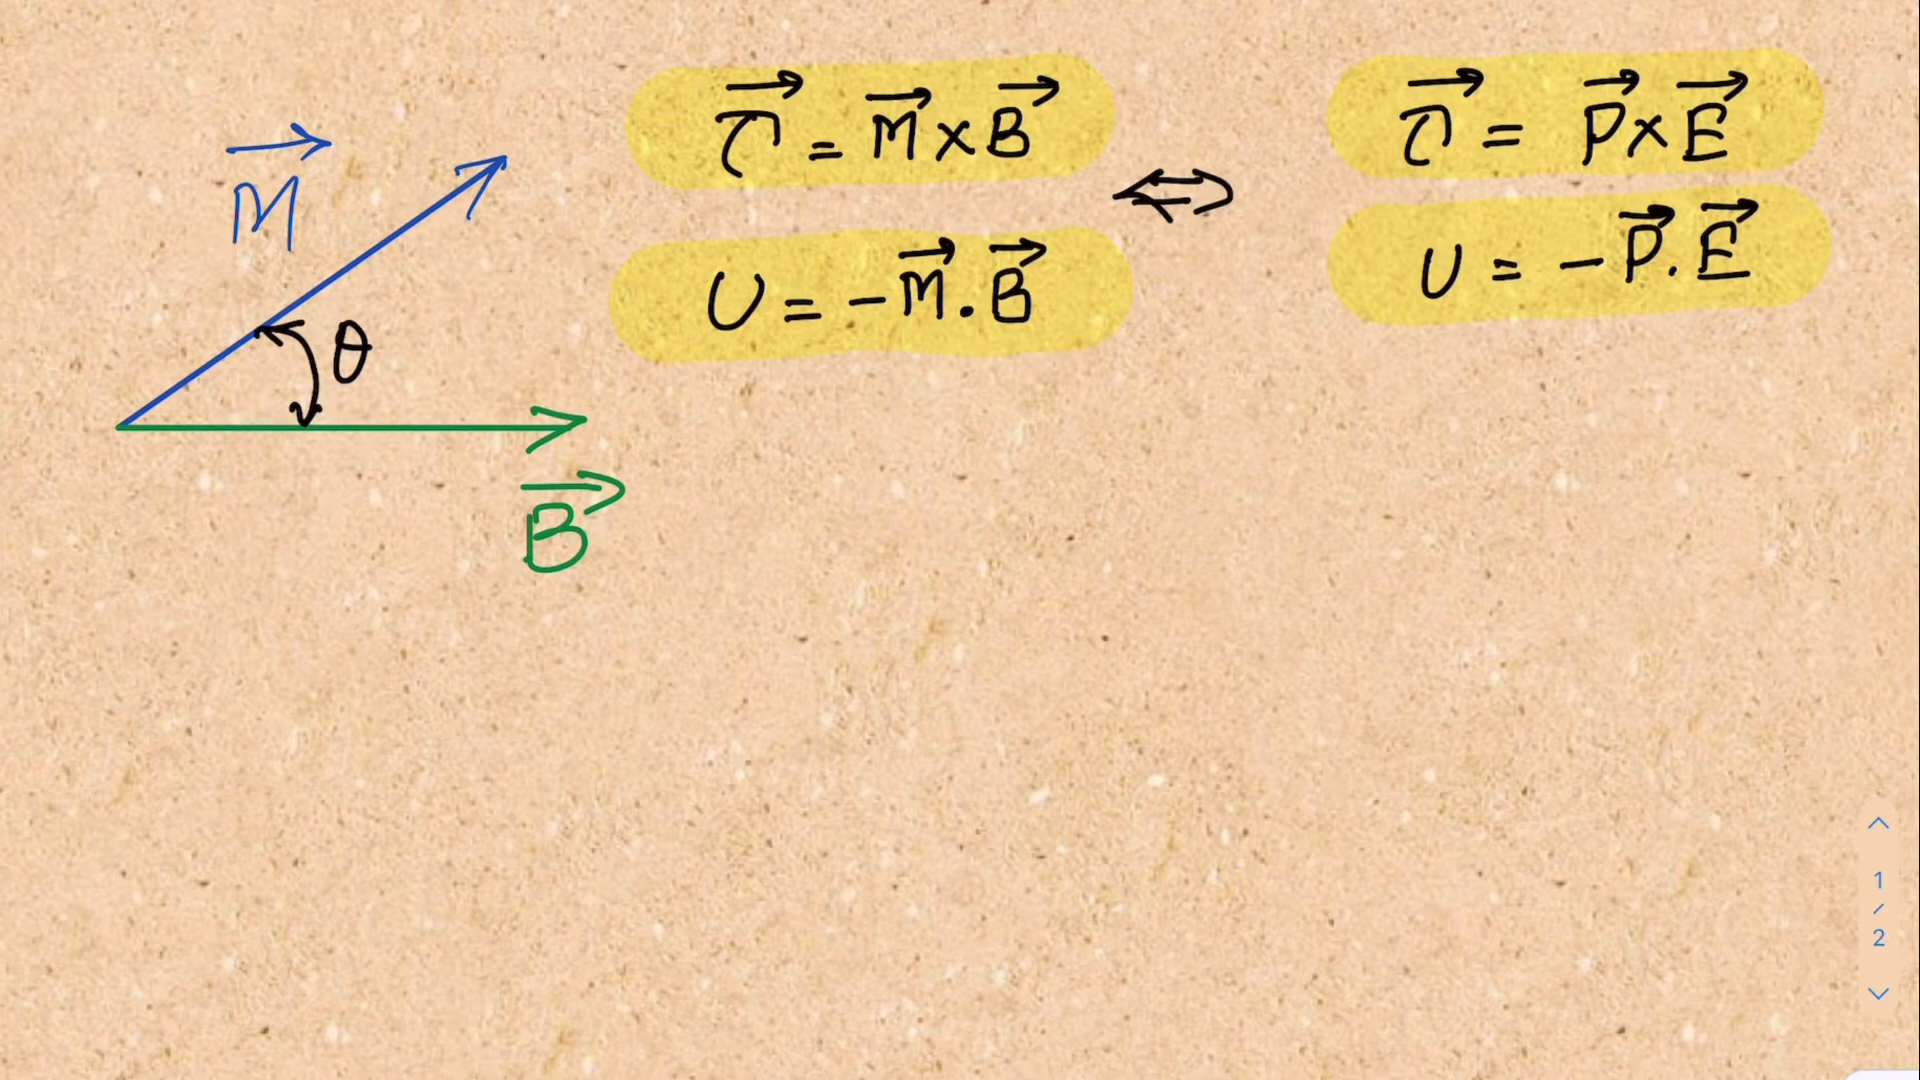 M⃗
θ
B⃗
τ⃗ = M⃗ × B⃗
U = − M⃗ . B⃗
⇔
τ⃗ = P⃗ × E⃗
U = − P⃗ . E⃗
1
/
2